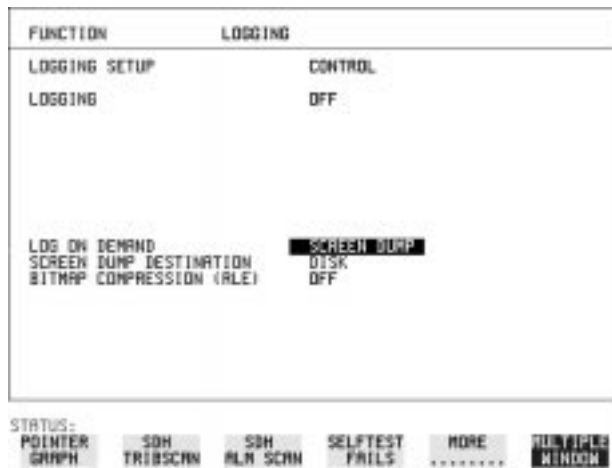 FUNCTION LOGGING
LOGGING SETUP CONTROL
LOGGING OFF
LOG ON DEMAND SCREEN DUMP
SCREEN DUMP DESTINATION DISK
BITMAP COMPRESSION (RLE) OFF
STATUS:
POINTER GRAPH SDH TRIBSCAN SDH ALM SCAN SELFTEST FAILS MORE ........ MULTIPLE WINDOW